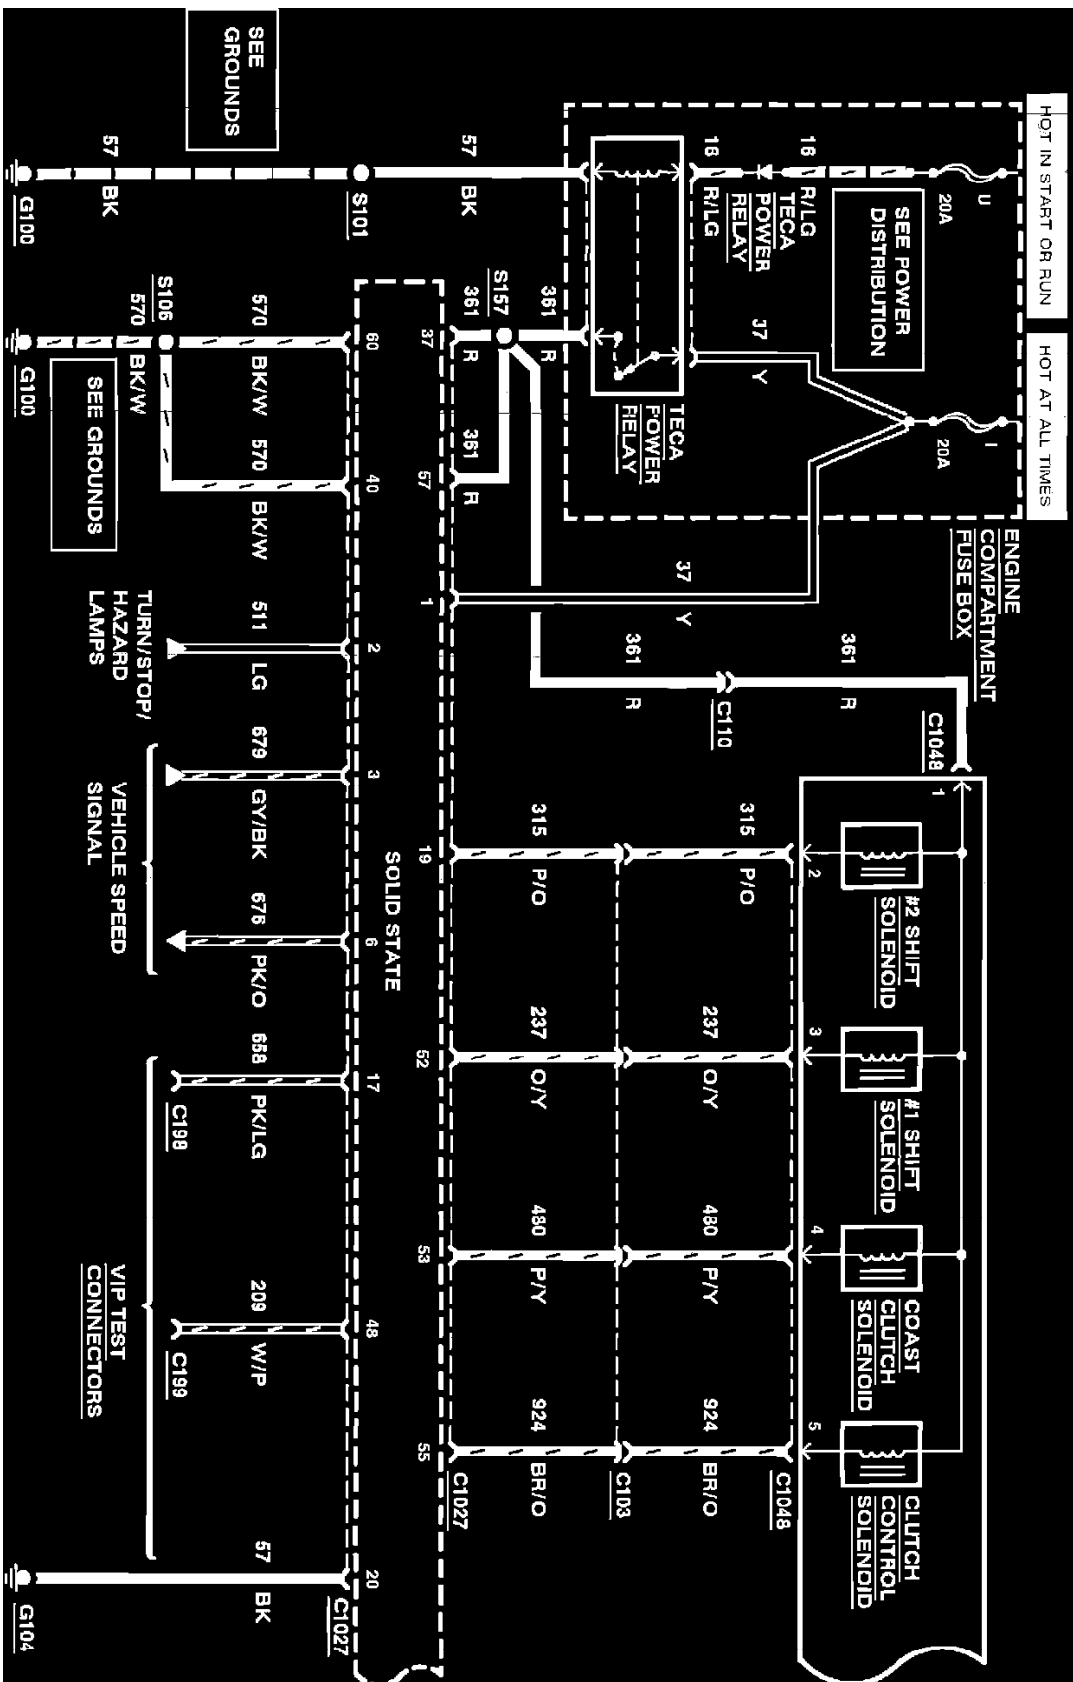 HOT IN START OR RUN
HOT AT ALL TIMES
U
20A
I
20A
SEE POWER
DISTRIBUTION
ENGINE
COMPARTMENT
FUSE BOX
16
R/LG
TECA
POWER
RELAY
16
R/LG
37
Y
TECA
POWER
RELAY
37
Y
57
BK
S101
57
BK
G100
SEE
GROUNDS
361
R
S157
361
R
361
R
361
R
C110
361
R
C1048
1
#2 SHIFT
SOLENOID
#1 SHIFT
SOLENOID
COAST
CLUTCH
SOLENOID
CLUTCH
CONTROL
SOLENOID
2
3
4
5
315
P/O
237
O/Y
480
P/Y
924
BR/O
C1048
C103
315
P/O
237
O/Y
480
P/Y
924
BR/O
C1027
37
57
1
19
52
53
55
SOLID STATE
60
40
2
3
6
17
48
20
C1027
570
BK/W
570
BK/W
511
LG
679
GY/BK
676
PK/O
658
PK/LG
209
W/P
57
BK
S106
570
BK/W
G100
SEE GROUNDS
TURN/STOP/
HAZARD
LAMPS
VEHICLE SPEED
SIGNAL
C198
C199
VIP TEST
CONNECTORS
G104